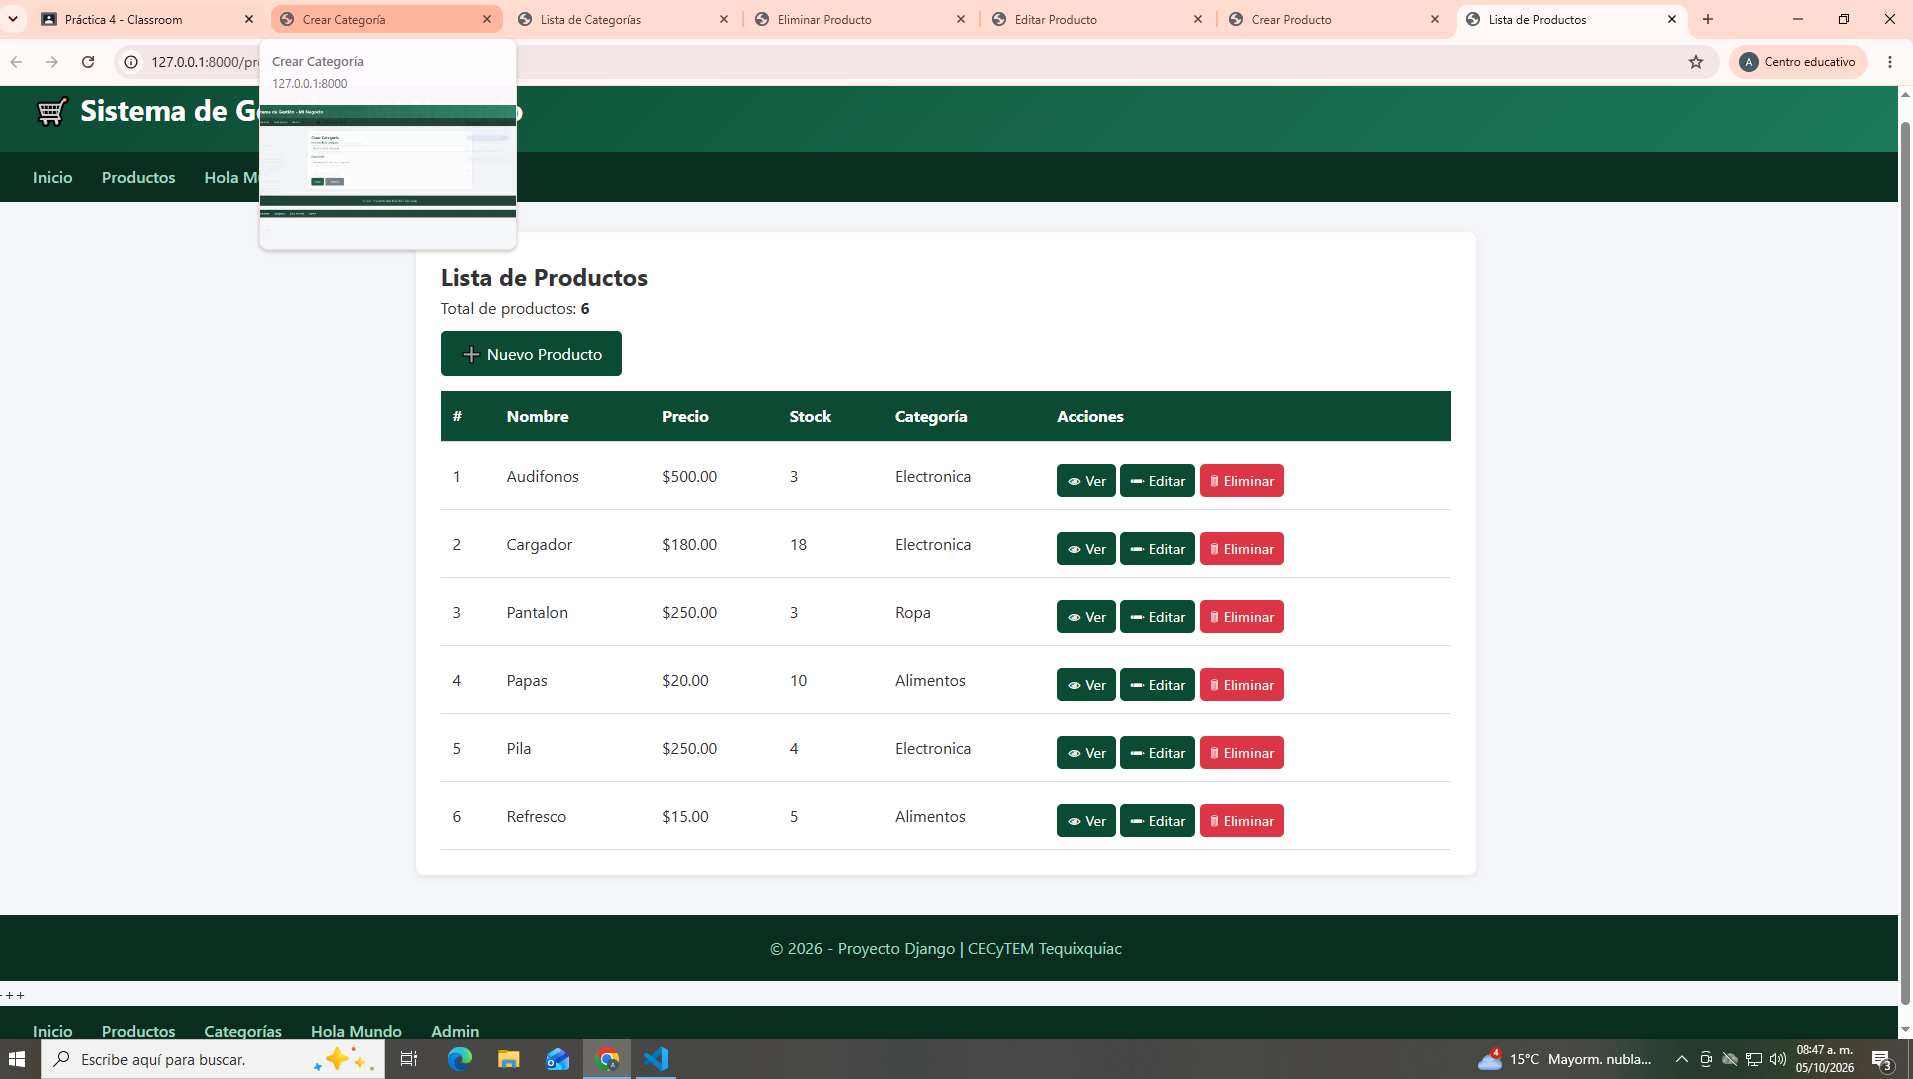 Práctica 4 - Classroom
Crear Categoría
Lista de Categorías
Eliminar Producto
Editar Producto
Crear Producto
Lista de Productos
127.0.0.1:8000/pr
Centro educativo
Crear Categoría
127.0.0.1:8000
Sistema de G
Inicio Productos Hola M
Lista de Productos
Total de productos: 6
Nuevo Producto
# Nombre Precio Stock Categoría Acciones
1 Audifonos $500.00 3 Electronica Ver Editar Eliminar
2 Cargador $180.00 18 Electronica Ver Editar Eliminar
3 Pantalon $250.00 3 Ropa Ver Editar Eliminar
4 Papas $20.00 10 Alimentos Ver Editar Eliminar
5 Pila $250.00 4 Electronica Ver Editar Eliminar
6 Refresco $15.00 5 Alimentos Ver Editar Eliminar
© 2026 - Proyecto Django | CECyTEM Tequixquiac
+++
Inicio Productos Categorías Hola Mundo Admin
Escribe aquí para buscar.
4
15°C Mayorm. nubla...
08:47 a. m.
05/10/2026
3